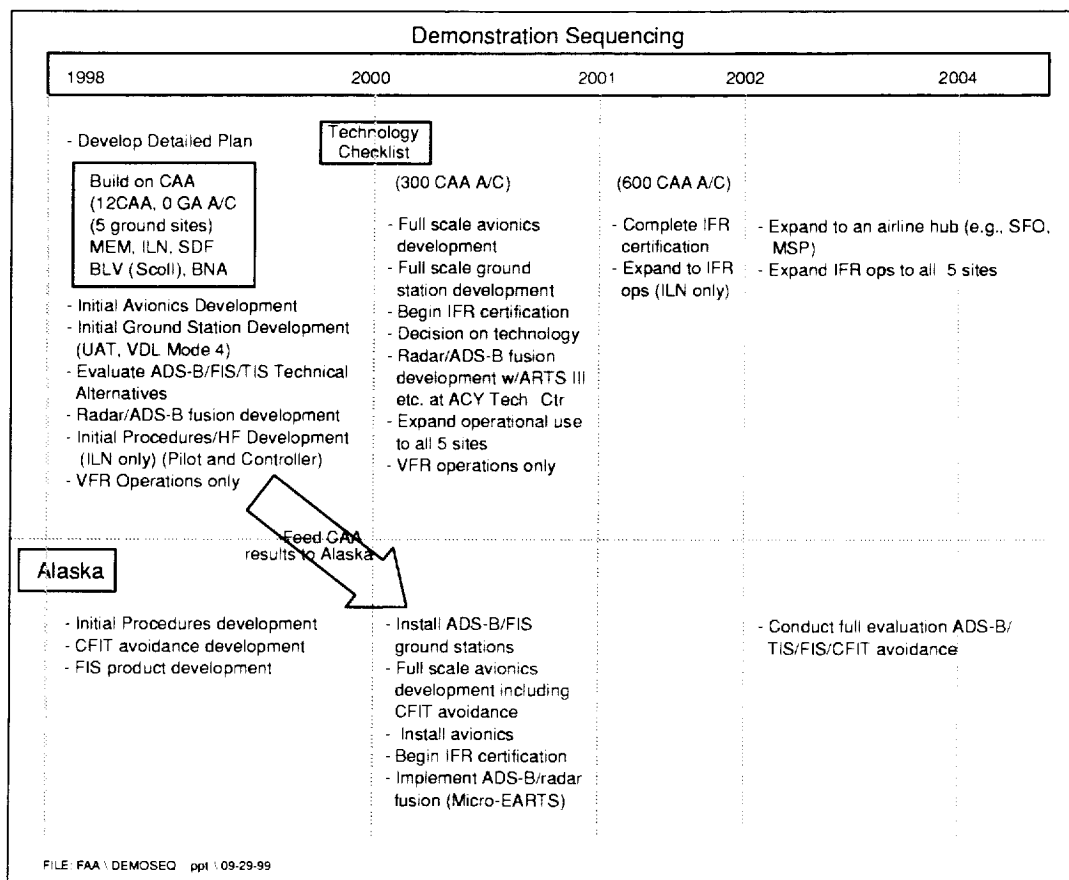 Demonstration Sequencing
1998 2000 2001 2002 2004
- Develop Detailed Plan
Technology
Checklist
Build on CAA
(12CAA, 0 GA A/C
(5 ground sites)
MEM, ILN, SDF
BLV (Scoll), BNA
- Initial Avionics Development
- Initial Ground Station Development
(UAT, VDL Mode 4)
- Evaluate ADS-B/FIS/TIS Technical
Alternatives
- Radar/ADS-B fusion development
- Initial Procedures/HF Development
(ILN only) (Pilot and Controller)
- VFR Operations only
(300 CAA A/C)
- Full scale avionics
development
- Full scale ground
station development
- Begin IFR certification
- Decision on technology
- Radar/ADS-B fusion
development w/ARTS III
etc. at ACY Tech Ctr
- Expand operational use
to all 5 sites
- VFR operations only
(600 CAA A/C)
- Complete IFR
certification
- Expand to IFR
ops (ILN only)
- Expand to an airline hub (e.g., SFO,
MSP)
- Expand IFR ops to all 5 sites
Feed CAA
results to Alaska
Alaska
- Initial Procedures development
- CFIT avoidance development
- FIS product development
- Install ADS-B/FIS
ground stations
- Full scale avionics
development including
CFIT avoidance
- Install avionics
- Begin IFR certification
- Implement ADS-B/radar
fusion (Micro-EARTS)
- Conduct full evaluation ADS-B/
TIS/FIS/CFIT avoidance
FILE: FAA \ DEMOSEQ ppt \ 09-29-99